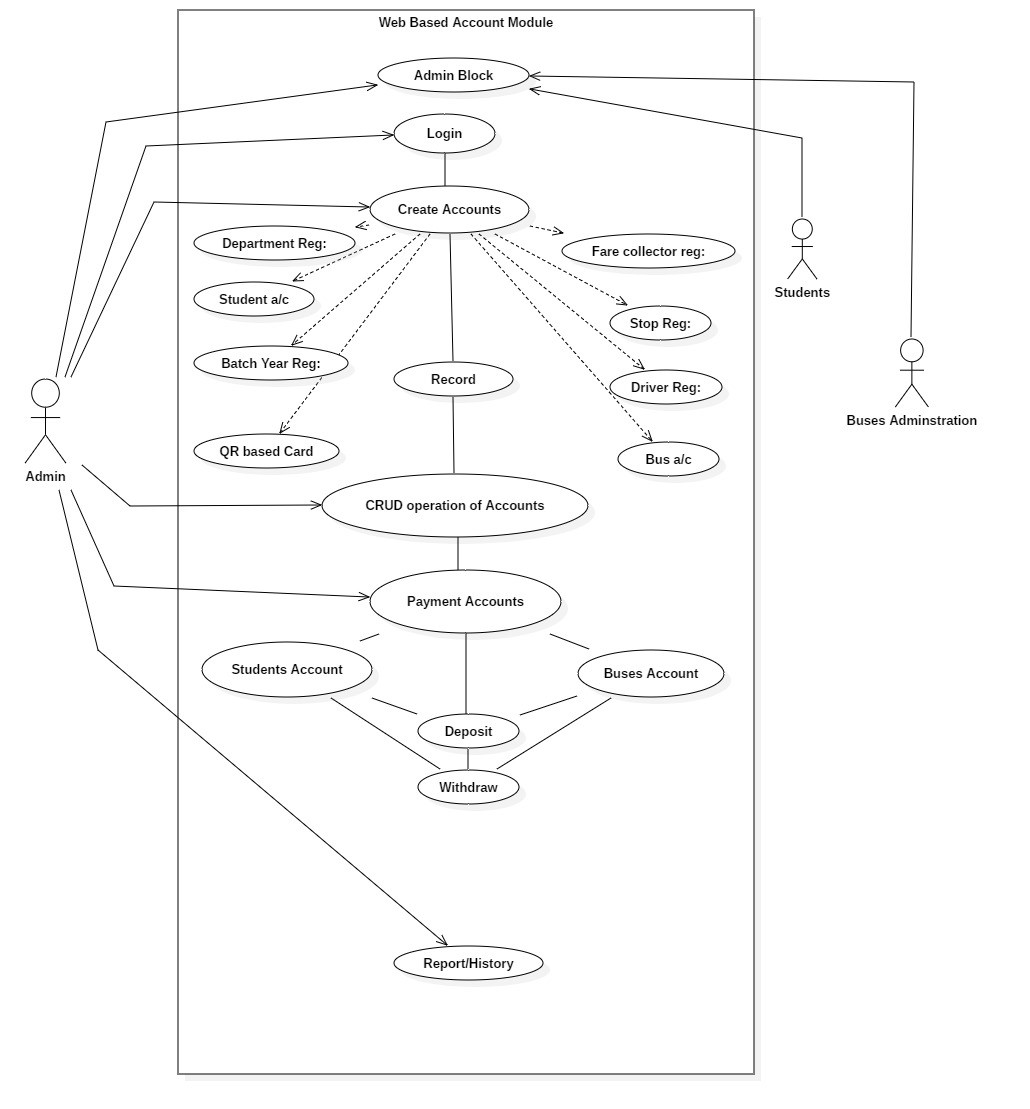 Web Based Account Module
Admin Block
Login
Create Accounts
Department Reg:
Fare collector reg:
Students
Student a/c
Stop Reg:
Batch Year Reg:
Record
Driver Reg:
Buses Adminstration
QR based Card
Bus a/c
Admin
CRUD operation of Accounts
Payment Accounts
Students Account
Buses Account
Deposit
Withdraw
Report/History